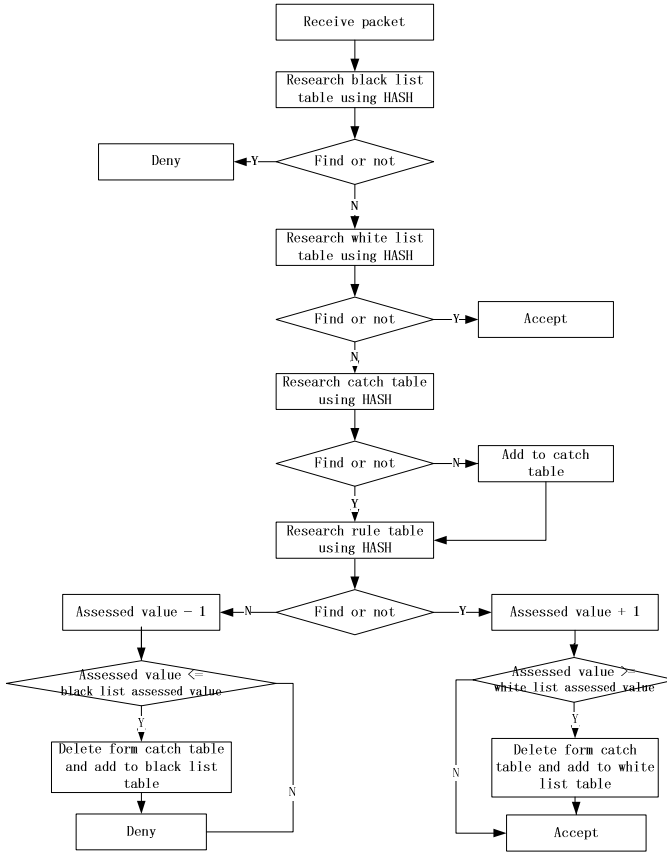 Receive packet
Research black list
table using HASH
Deny
Y
Find or not
N
Research white list
table using HASH
Find or not
Y
Accept
N
Research catch table
using HASH
Find or not
N
Add to catch
table
Y
Research rule table
using HASH
Assessed value - 1
N
Find or not
Y
Assessed value + 1
Assessed value <=
black list assessed value
Assessed value >=
white list assessed value
Y
Y
Delete form catch table
and add to black list
table
N
N
Delete form catch
table and add to white
list table
Deny
Accept